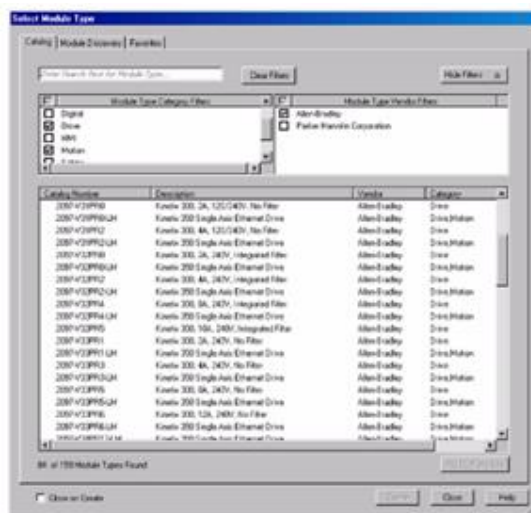 Select Module Type
Catalog Module Discovery Favorites
Enter Search Text for Module Type...
Clear Filters
Hide Filters
Module Type Category Filters
Module Type Vendor Filters
Digital
Allen-Bradley
Drive
Parker Hannifin Corporation
HMI
Motion
Catalog Number Description Vendor Category
Kinetix 300, 2A, 120/240V, No Filter Allen-Bradley Drive
Kinetix 350 Single Axis Ethernet Drive Allen-Bradley Drive,Motion
2097-V31PR2 Kinetix 300, 4A, 120/240V, No Filter Allen-Bradley Drive
2097-V31PR2-LM Kinetix 350 Single Axis Ethernet Drive Allen-Bradley Drive,Motion
Kinetix 300, 2A, 240V, Integrated Filter Allen-Bradley Drive
Kinetix 350 Single Axis Ethernet Drive Allen-Bradley Drive,Motion
2097-V32PR2 Kinetix 300, 4A, 240V, Integrated Filter Allen-Bradley Drive
2097-V32PR2-LM Kinetix 350 Single Axis Ethernet Drive Allen-Bradley Drive,Motion
2097-V32PR4 Kinetix 300, 8A, 240V, Integrated Filter Allen-Bradley Drive
2097-V32PR4-LM Kinetix 350 Single Axis Ethernet Drive Allen-Bradley Drive,Motion
2097-V33PR5 Kinetix 300, 240V, Integrated Filter Allen-Bradley Drive
2097-V33PR1 Kinetix 300, 2A, 240V, No Filter Allen-Bradley Drive
2097-V33PR1-LM Kinetix 350 Single Axis Ethernet Drive Allen-Bradley Drive,Motion
2097-V33PR3 Kinetix 300, 4A, 240V, No Filter Allen-Bradley Drive
2097-V33PR3-LM Kinetix 350 Single Axis Ethernet Drive Allen-Bradley Drive,Motion
2097-V33PR5 Kinetix 300, 8A, 240V, No Filter Allen-Bradley Drive
2097-V33PR5-LM Kinetix 350 Single Axis Ethernet Drive Allen-Bradley Drive,Motion
2097-V33PR6 Kinetix 300, 12A, 240V, No Filter Allen-Bradley Drive
2097-V33PR6-LM Kinetix 350 Single Axis Ethernet Drive Allen-Bradley Drive,Motion
Module Types Found
Close on Create
Create
Close
Help